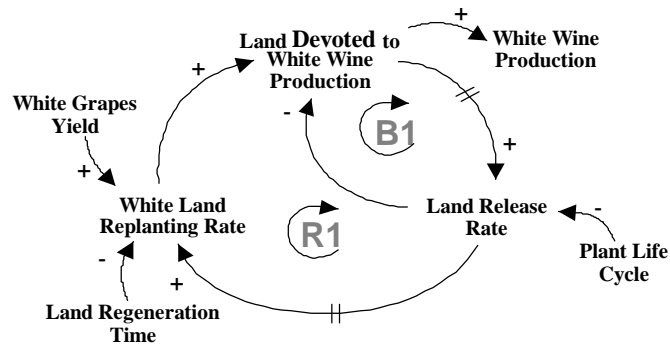 Land Devoted to
White Wine
Production
+
White Wine
Production
+
-
B1
+
White Grapes
Yield
+
White Land
Replanting Rate
R1
Land Release
Rate
-
Plant Life
Cycle
-
+
Land Regeneration
Time